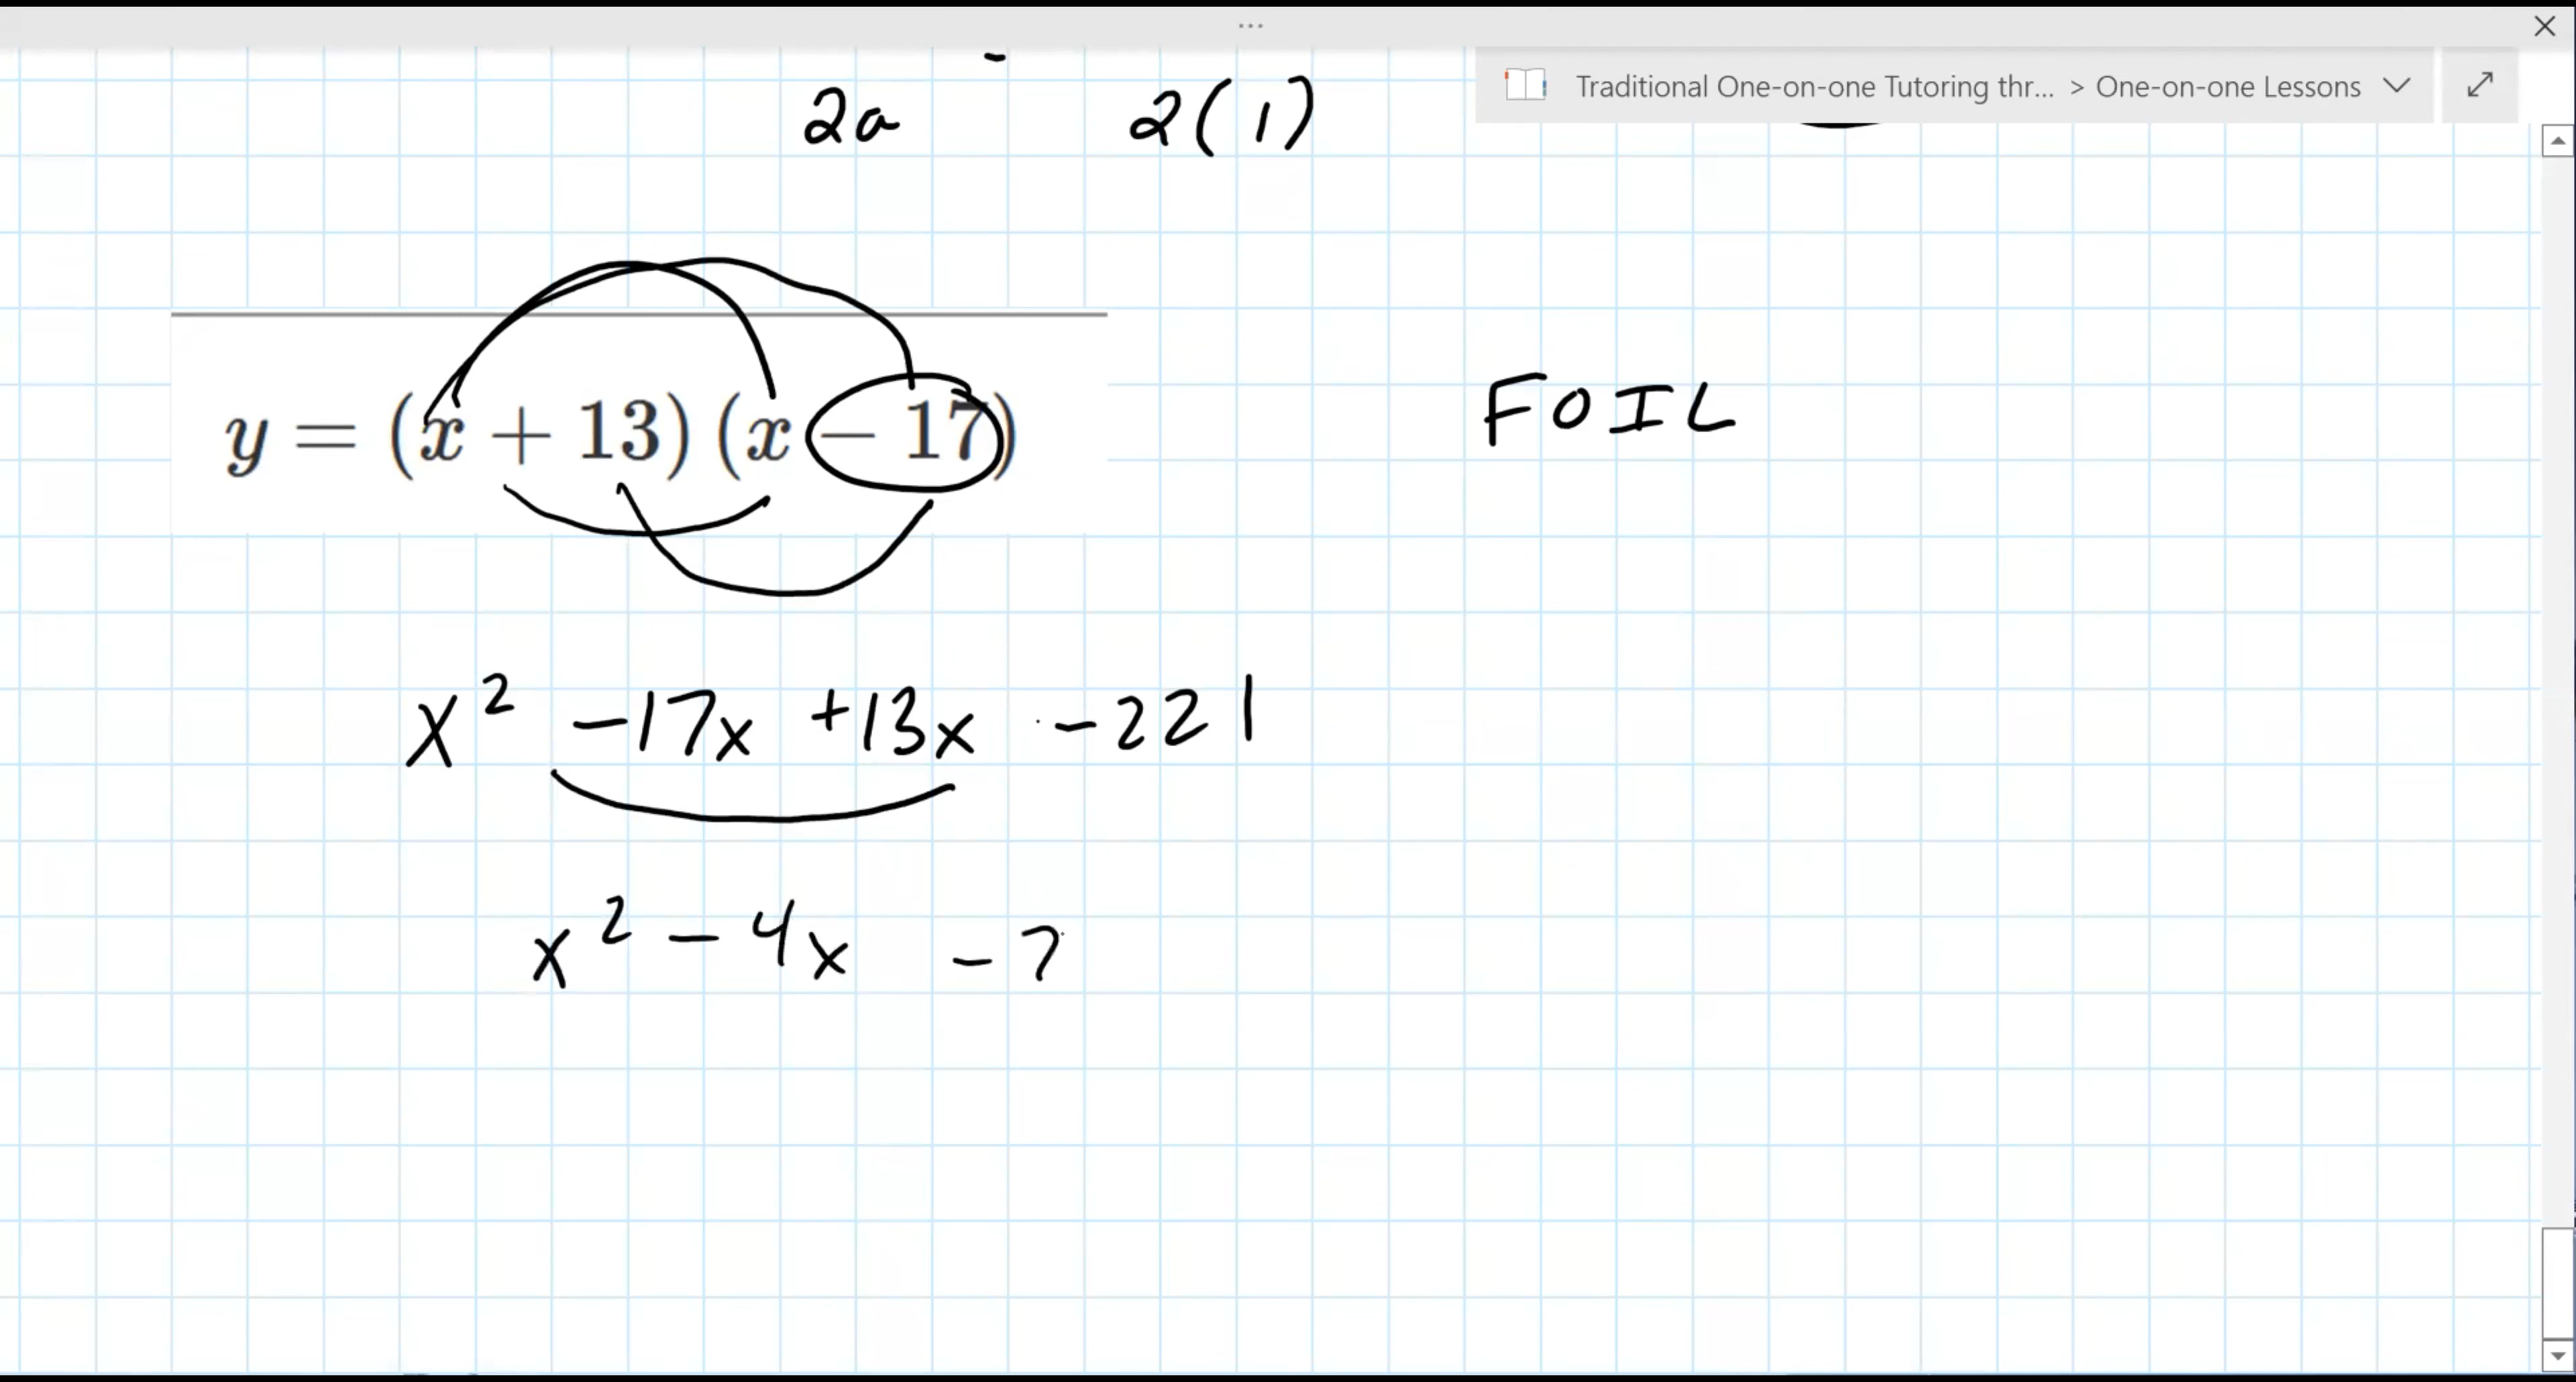 Traditional One-on-one Tutoring thr... > One-on-one Lessons
2a 2(1)
y = (x + 13)(x − 17) FOIL
x² −17x +13x −221
x² − 4x −